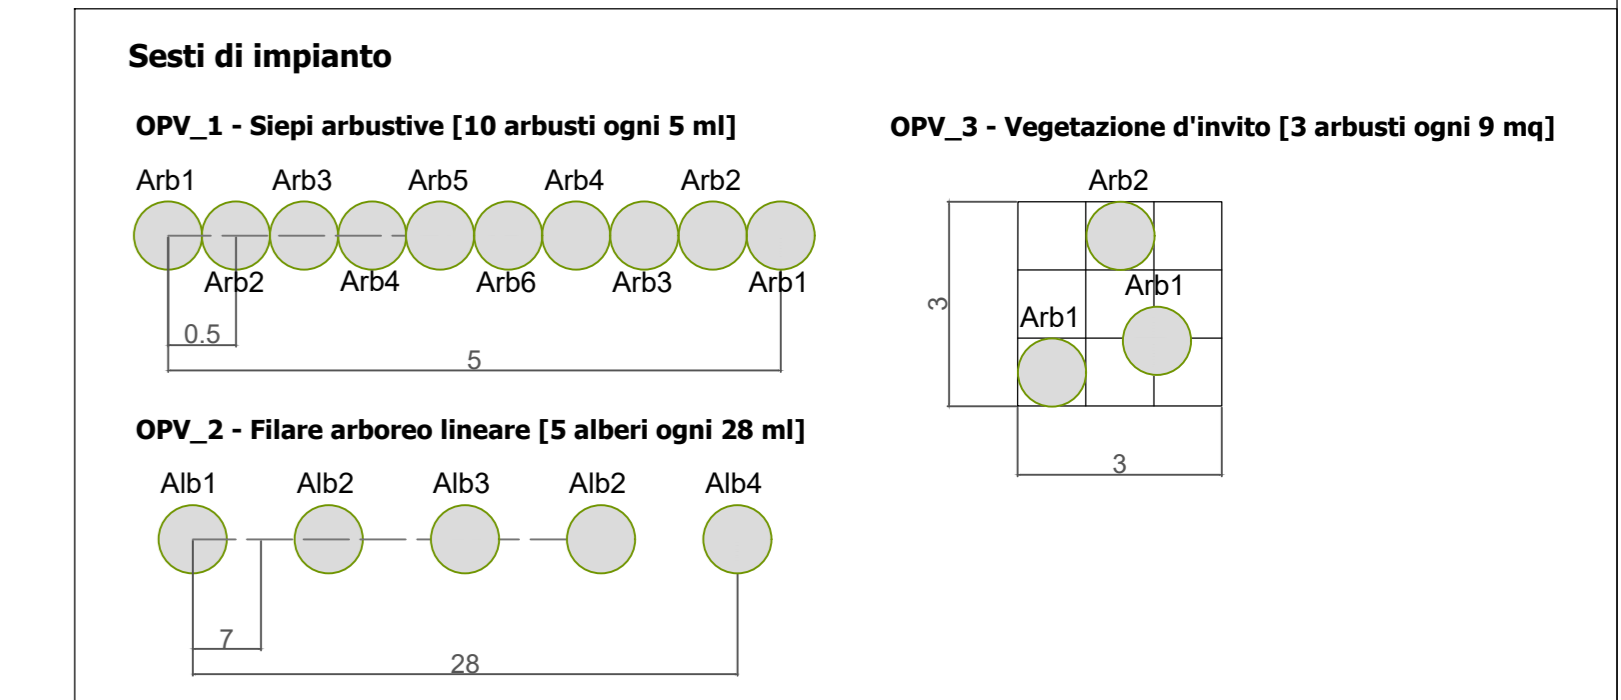 Sesti di impianto
OPV_1 - Siepi arbustive [10 arbusti ogni 5 ml]
Arb1 Arb3 Arb5 Arb4 Arb2
Arb2 Arb4 Arb6 Arb3 Arb1
0.5
5
OPV_2 - Filare arboreo lineare [5 alberi ogni 28 ml]
Alb1 Alb2 Alb3 Alb2 Alb4
7
28
OPV_3 - Vegetazione d'invito [3 arbusti ogni 9 mq]
Arb2
Arb1
3
Arb1
3